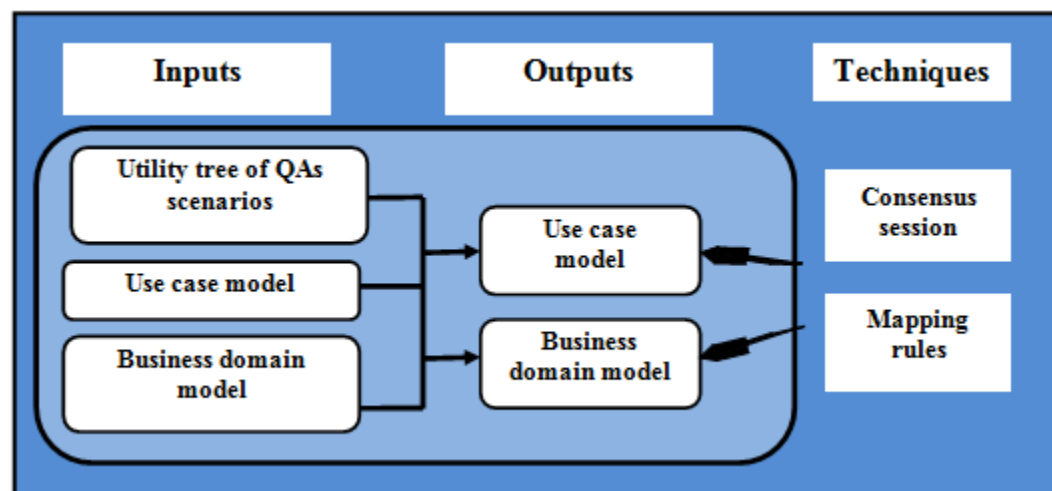 Inputs
Outputs
Techniques
Utility tree of QAs
scenarios
Use case model
Business domain
model
Use case
model
Business
domain model
Consensus
session
Mapping
rules